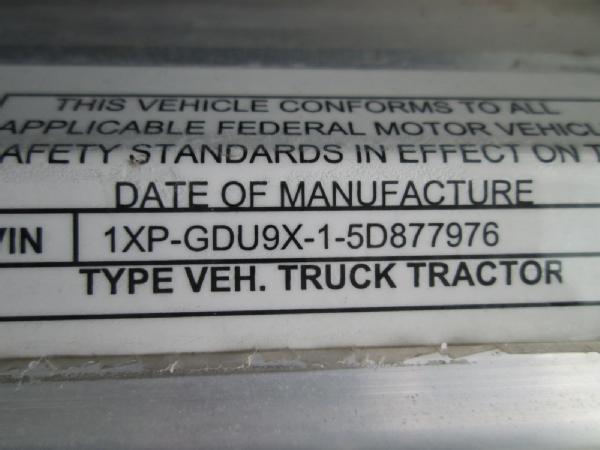 THIS VEHICLE CONFORMS TO ALL
APPLICABLE FEDERAL MOTOR VEHICL
SAFETY STANDARDS IN EFFECT ON T
DATE OF MANUFACTURE
VIN 1XP-GDU9X-1-5D877976
TYPE VEH. TRUCK TRACTOR